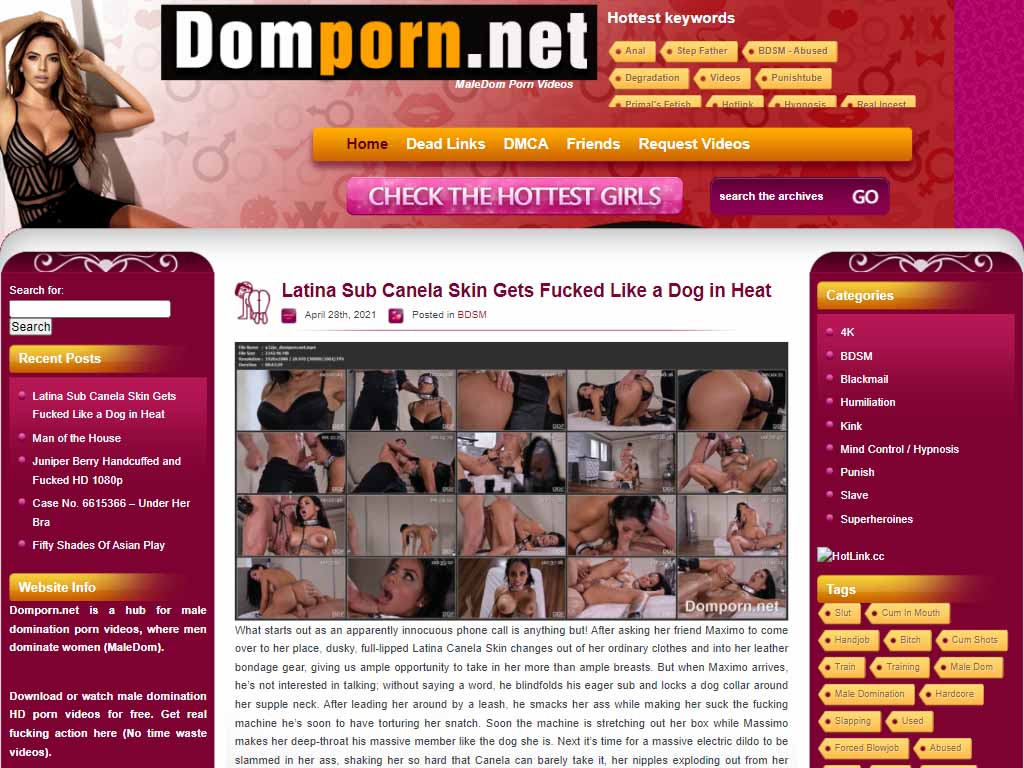 Domporn.net
MaleDom Porn Videos
Hottest keywords
Anal
Step Father
BDSM - Abused
Degradation
Videos
Punishtube
Primal's Fetish
Hotlink
Hypnosis
Real Incest
Home
Dead Links
DMCA
Friends
Request Videos
CHECK THE HOTTEST GIRLS
search the archives
GO
Search for:
Search
Recent Posts
Latina Sub Canela Skin Gets
Fucked Like a Dog in Heat
Man of the House
Juniper Berry Handcuffed and
Fucked HD 1080p
Case No. 6615366 – Under Her
Bra
Fifty Shades Of Asian Play
Website Info
Domporn.net is a hub for male
domination porn videos, where men
dominate women (MaleDom).
Download or watch male domination
HD porn videos for free. Get real
fucking action here (No time waste
videos).
Latina Sub Canela Skin Gets Fucked Like a Dog in Heat
April 28th, 2021
Posted in BDSM
Domporn.net
What starts out as an apparently innocuous phone call is anything but! After asking her friend Maximo to come
over to her place, dusky, full-lipped Latina Canela Skin changes out of her ordinary clothes and into her leather
bondage gear, giving us ample opportunity to take in her more than ample breasts. But when Maximo arrives,
he's not interested in talking; without saying a word, he blindfolds his eager sub and locks a dog collar around
her supple neck. After leading her around by a leash, he smacks her ass while making her suck the fucking
machine he's soon to have torturing her snatch. Soon the machine is stretching out her box while Massimo
makes her deep-throat his massive member like the dog she is. Next it's time for a massive electric dildo to be
slammed in her ass, shaking her so hard that Canela can barely take it, her nipples exploding out from her
Categories
4K
BDSM
Blackmail
Humiliation
Kink
Mind Control / Hypnosis
Punish
Slave
Superheroines
HotLink.cc
Tags
Slut
Cum In Mouth
Handjob
Bitch
Cum Shots
Train
Training
Male Dom
Male Domination
Hardcore
Slapping
Used
Forced Blowjob
Abused